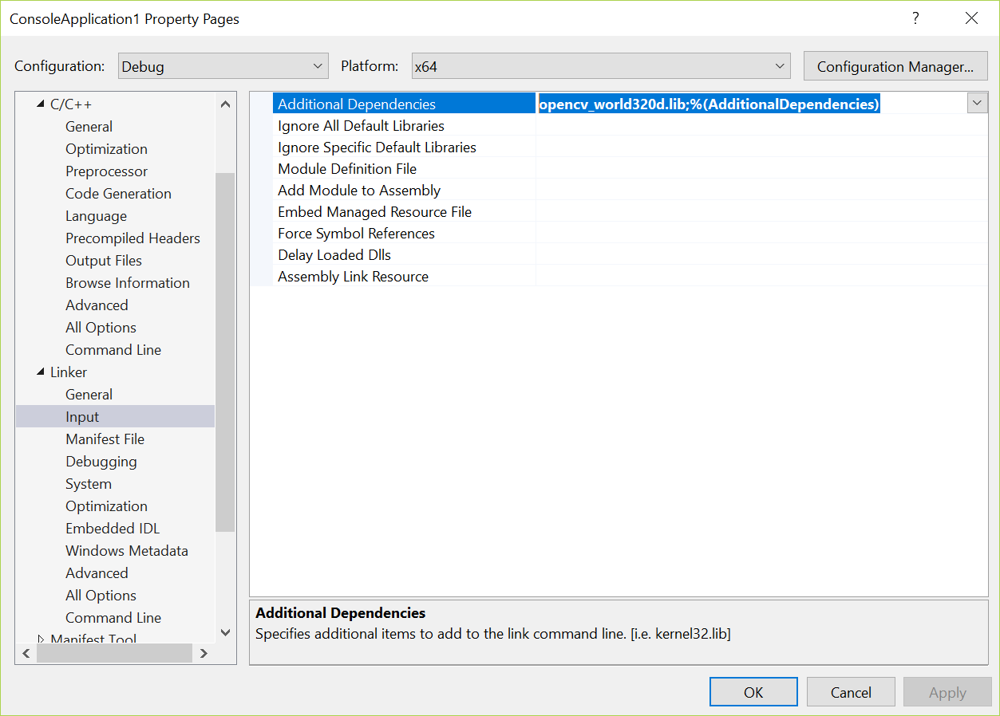 ConsoleApplication1 Property Pages
?
Configuration: Debug Platform: x64 Configuration Manager...
C/C++
General
Optimization
Preprocessor
Code Generation
Language
Precompiled Headers
Output Files
Browse Information
Advanced
All Options
Command Line
Linker
General
Input
Manifest File
Debugging
System
Optimization
Embedded IDL
Windows Metadata
Advanced
All Options
Command Line
Manifest Tool
Additional Dependencies opencv_world320d.lib;%(AdditionalDependencies)
Ignore All Default Libraries
Ignore Specific Default Libraries
Module Definition File
Add Module to Assembly
Embed Managed Resource File
Force Symbol References
Delay Loaded Dlls
Assembly Link Resource
Additional Dependencies
Specifies additional items to add to the link command line. [i.e. kernel32.lib]
OK Cancel Apply